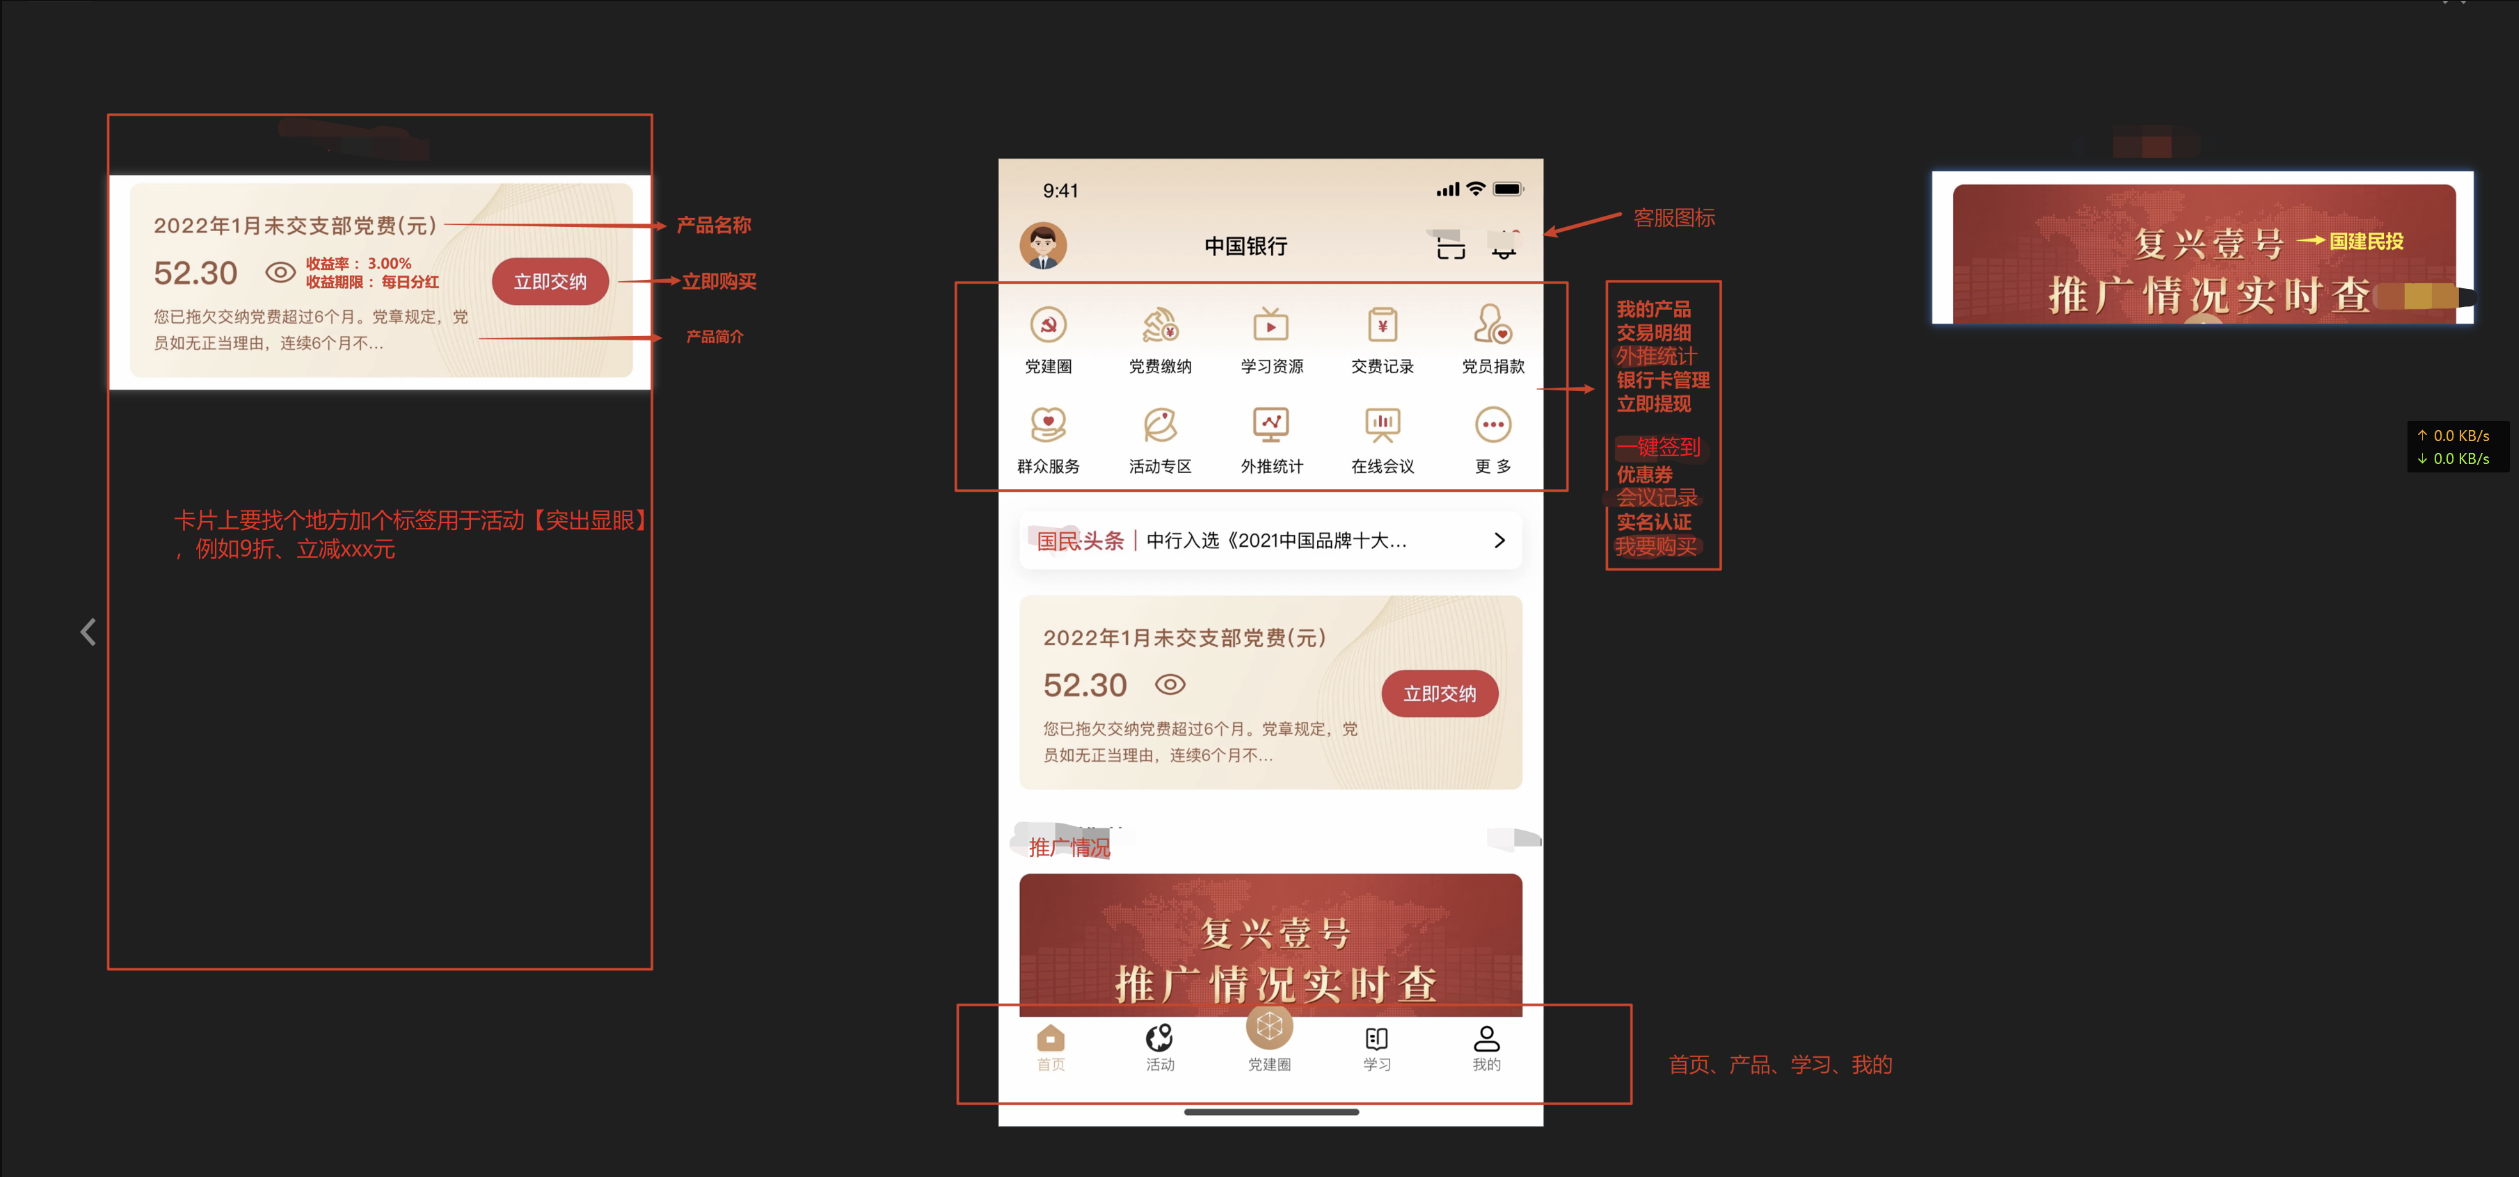 2022年1月未交支部党费(元)
产品名称
52.30
收益率：3.00%
收益期限：每日分红
立即交纳
立即购买
您已拖欠交纳党费超过6个月。党章规定，党
员如无正当理由，连续6个月不...
产品简介
卡片上要找个地方加个标签用于活动【突出显眼】
，例如9折、立减xxx元
9:41
中国银行
客服图标
党建圈
党费缴纳
学习资源
交费记录
党员捐款
群众服务
活动专区
外推统计
在线会议
更 多
我的产品
交易明细
外推统计
银行卡管理
立即提现
一键签到
优惠券
会议记录
实名认证
我要购买
国民·头条
中行入选《2021中国品牌十大...
2022年1月未交支部党费(元)
52.30
立即交纳
您已拖欠交纳党费超过6个月。党章规定，党
员如无正当理由，连续6个月不...
推广情况
复兴壹号
推广情况实时查
首页
活动
党建圈
学习
我的
首页、产品、学习、我的
复兴壹号
国建民投
推广情况实时查
↑ 0.0 KB/s
↓ 0.0 KB/s